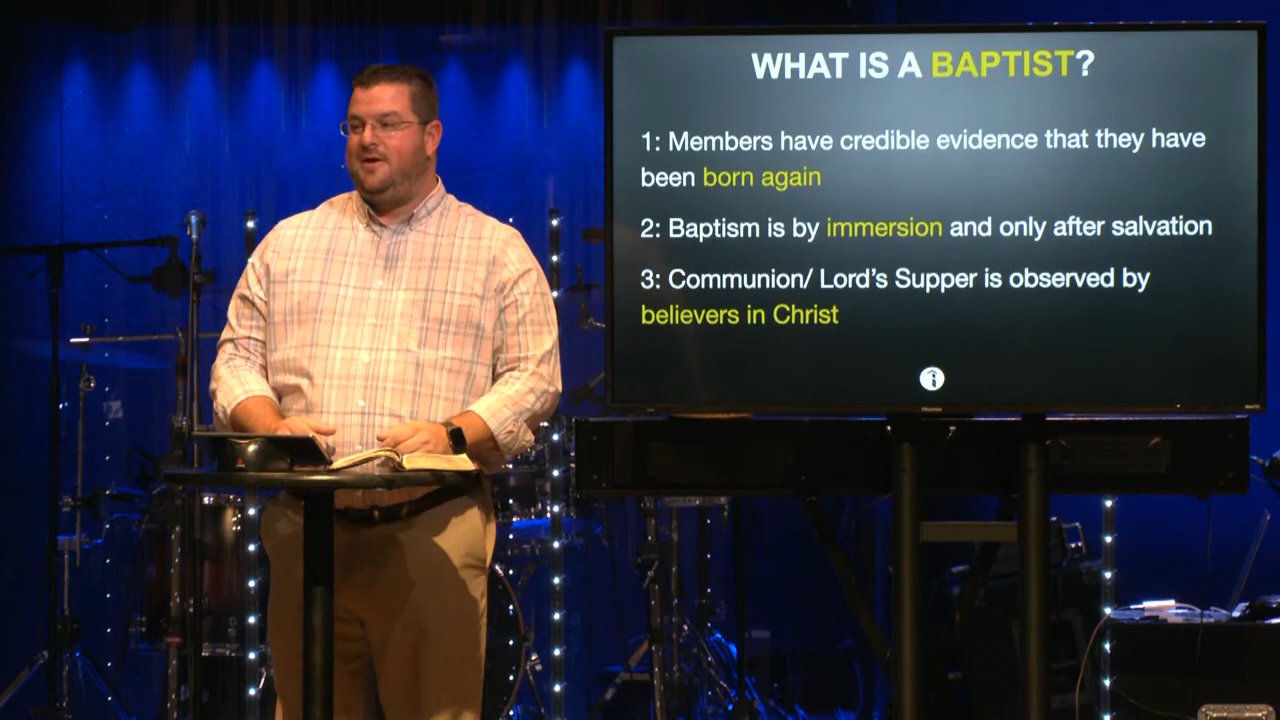 WHAT IS A BAPTIST?
1: Members have credible evidence that they have
been born again
2: Baptism is by immersion and only after salvation
3: Communion/ Lord's Supper is observed by
believers in Christ
Hisense